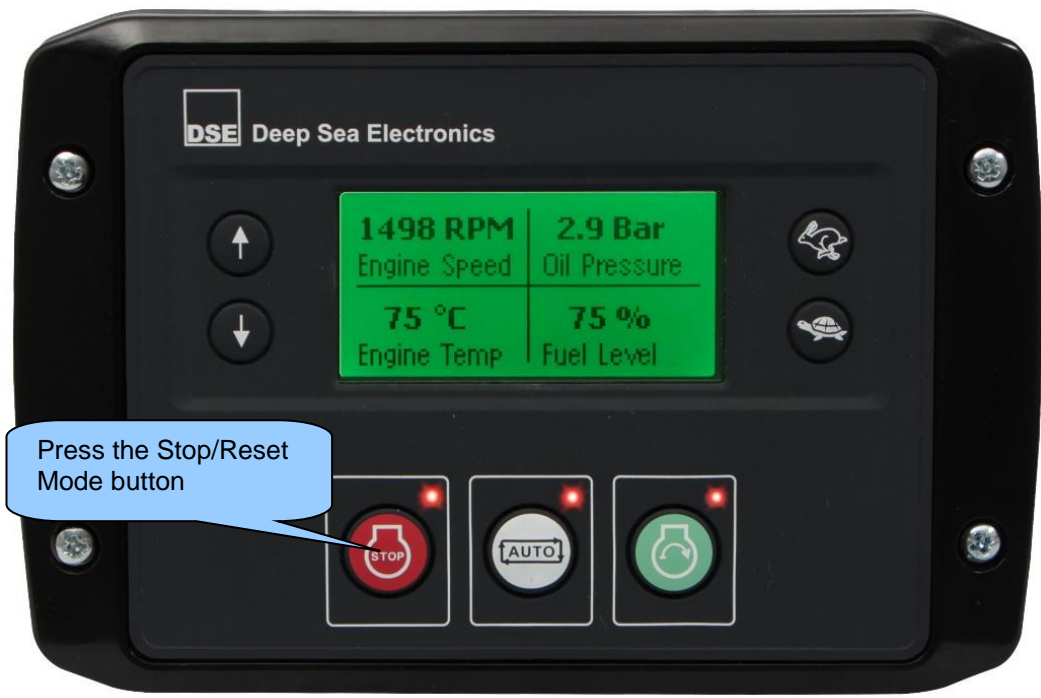 DSE Deep Sea Electronics
1498 RPM
Engine Speed
2.9 Bar
Oil Pressure
75 °C
Engine Temp
75 %
Fuel Level
Press the Stop/Reset
Mode button
STOP
AUTO